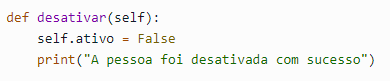 def desativar(self):
    self.ativo = False
    print("A pessoa foi desativada com sucesso")